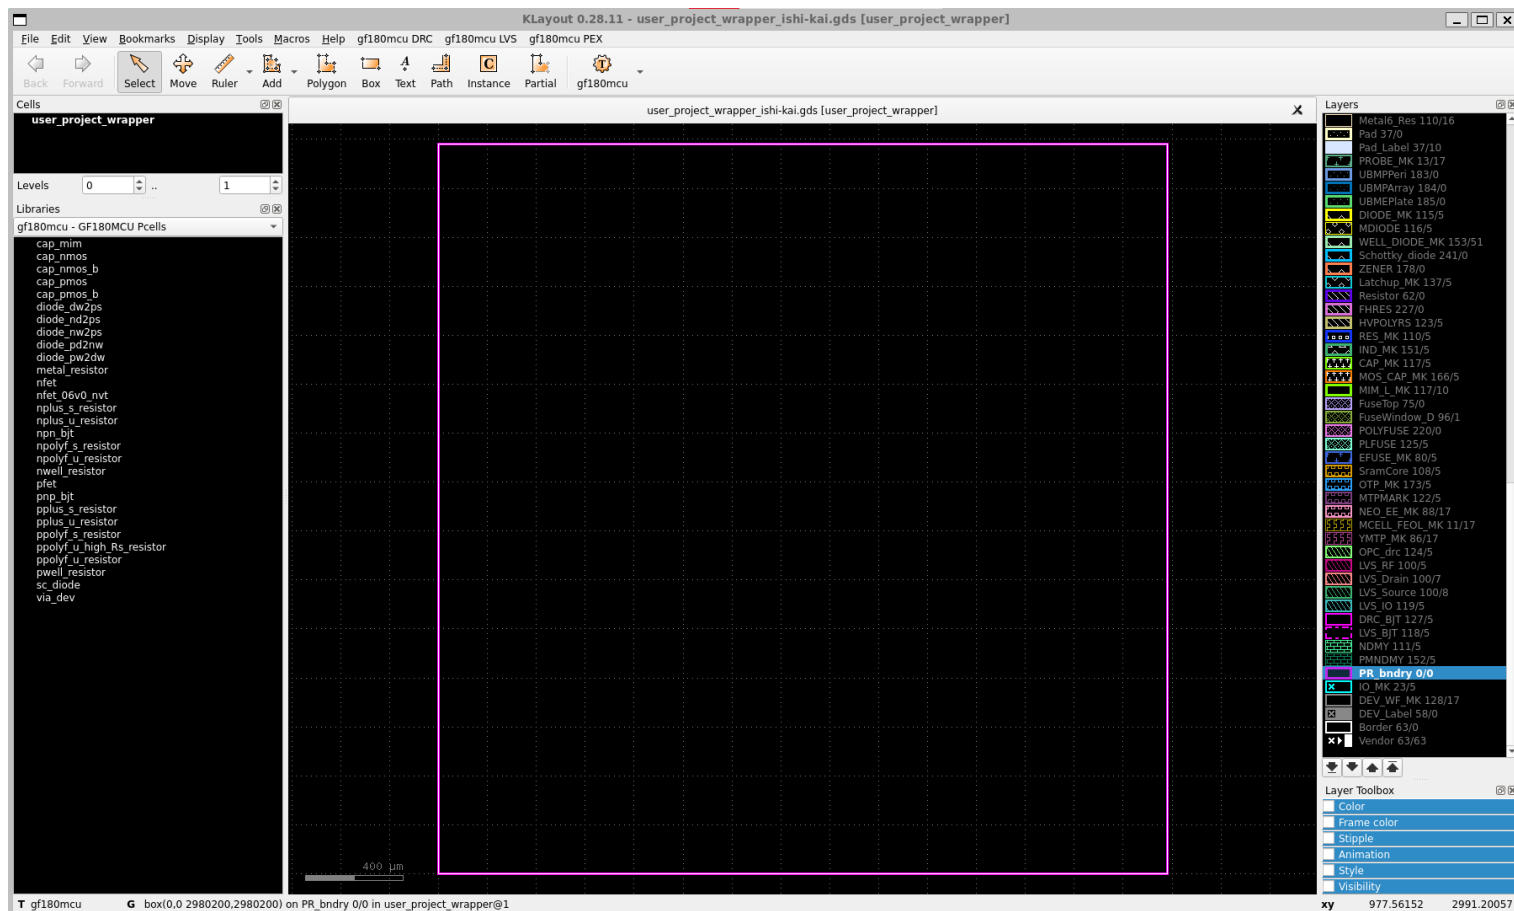 KLayout 0.28.11 - user_project_wrapper_ishi-kai.gds [user_project_wrapper]
File Edit View Bookmarks Display Tools Macros Help gf180mcu DRC gf180mcu LVS gf180mcu PEX
Back Forward Select Move Ruler Add Polygon Box Text Path Instance Partial gf180mcu
Cells
user_project_wrapper
Levels 0 .. 1
Libraries
gf180mcu - GF180MCU Pcells
cap_mim
cap_nmos
cap_nmos_b
cap_pmos
cap_pmos_b
diode_dw2ps
diode_nd2ps
diode_nw2ps
diode_pd2nw
diode_pw2dw
metal_resistor
nfet
nfet_06v0_nvt
nplus_s_resistor
nplus_u_resistor
npn_bjt
npolyf_s_resistor
npolyf_u_resistor
nwell_resistor
pfet
pnp_bjt
pplus_s_resistor
pplus_u_resistor
ppolyf_s_resistor
ppolyf_u_high_Rs_resistor
ppolyf_u_resistor
pwell_resistor
sc_diode
via_dev
user_project_wrapper_ishi-kai.gds [user_project_wrapper]
400 µm
Layers
Metal6_Res 110/16
Pad 37/0
Pad_Label 37/10
PROBE_MK 13/17
UBMPPeri 183/0
UBMPArray 184/0
UBMEPlate 185/0
DIODE_MK 115/5
MDIODE 116/5
WELL_DIODE_MK 153/51
Schottky_diode 241/0
ZENER 178/0
Latchup_MK 137/5
Resistor 62/0
FHRES 227/0
HVPOLYRS 123/5
RES_MK 110/5
IND_MK 151/5
CAP_MK 117/5
MOS_CAP_MK 166/5
MIM_L_MK 117/10
FuseTop 75/0
FuseWindow_D 96/1
POLYFUSE 220/0
PLFUSE 125/5
EFUSE_MK 80/5
SramCore 108/5
OTP_MK 173/5
MTPMARK 122/5
NEO_EE_MK 88/17
MCELL_FEOL_MK 11/17
YMTP_MK 86/17
OPC_drc 124/5
LVS_RF 100/5
LVS_Drain 100/7
LVS_Source 100/8
LVS_IO 119/5
DRC_BJT 127/5
LVS_BJT 118/5
NDMY 111/5
PMNDMY 152/5
PR_bndry 0/0
IO_MK 23/5
DEV_WF_MK 128/17
DEV_Label 58/0
Border 63/0
Vendor 63/63
Layer Toolbox
Color
Frame color
Stipple
Animation
Style
Visibility
T gf180mcu G box(0,0 2980200,2980200) on PR_bndry 0/0 in user_project_wrapper@1 xy 977.56152 2991.20057